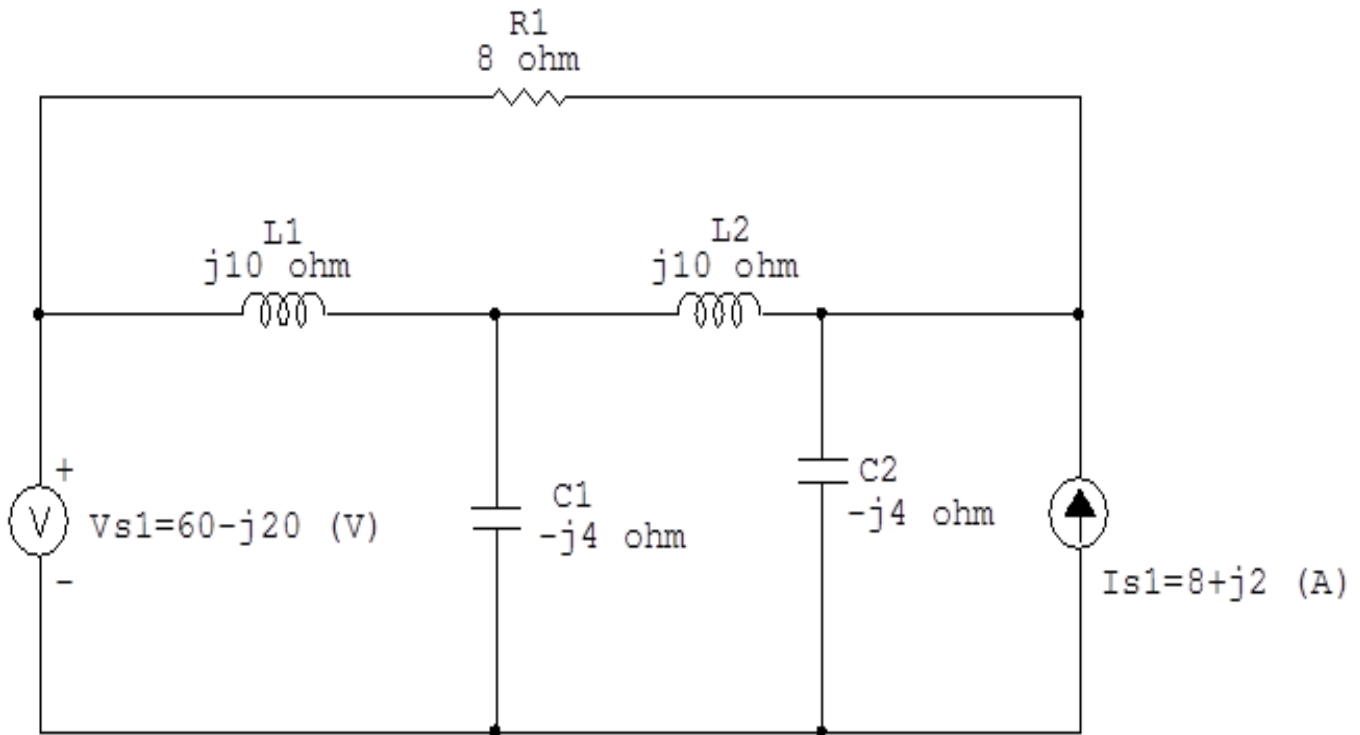 R1
8 ohm
L1
j10 ohm
L2
j10 ohm
+
V
Vs1=60-j20 (V)
-
C1
-j4 ohm
C2
-j4 ohm
Is1=8+j2 (A)